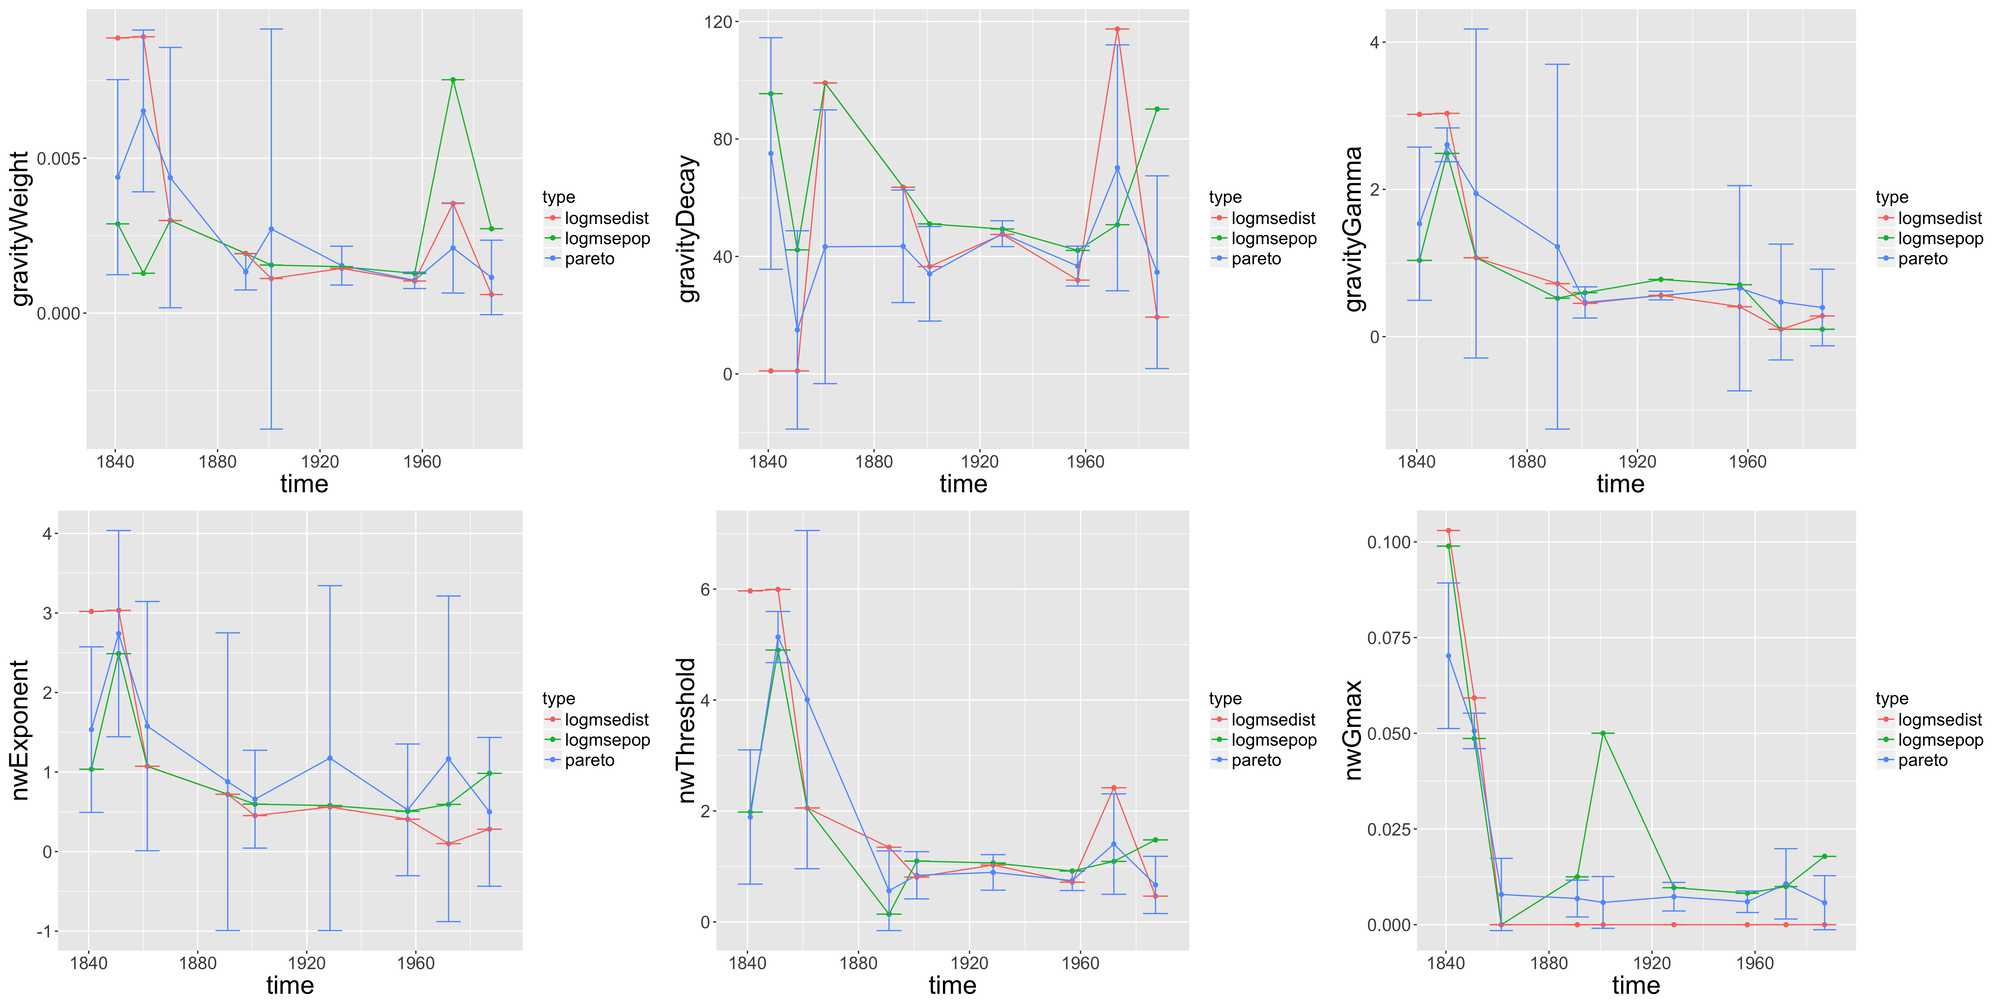 gravityWeight
0.005
0.000
1840 1880 1920 1960
time
type
logmsedist
logmsepop
pareto
gravityDecay
120
80
40
0
1840 1880 1920 1960
time
type
logmsedist
logmsepop
pareto
gravityGamma
4
2
0
1840 1880 1920 1960
time
type
logmsedist
logmsepop
pareto
nwExponent
4
3
2
1
0
-1
1840 1880 1920 1960
time
type
logmsedist
logmsepop
pareto
nwThreshold
6
4
2
0
1840 1880 1920 1960
time
type
logmsedist
logmsepop
pareto
nwGmax
0.100
0.075
0.050
0.025
0.000
1840 1880 1920 1960
time
type
logmsedist
logmsepop
pareto